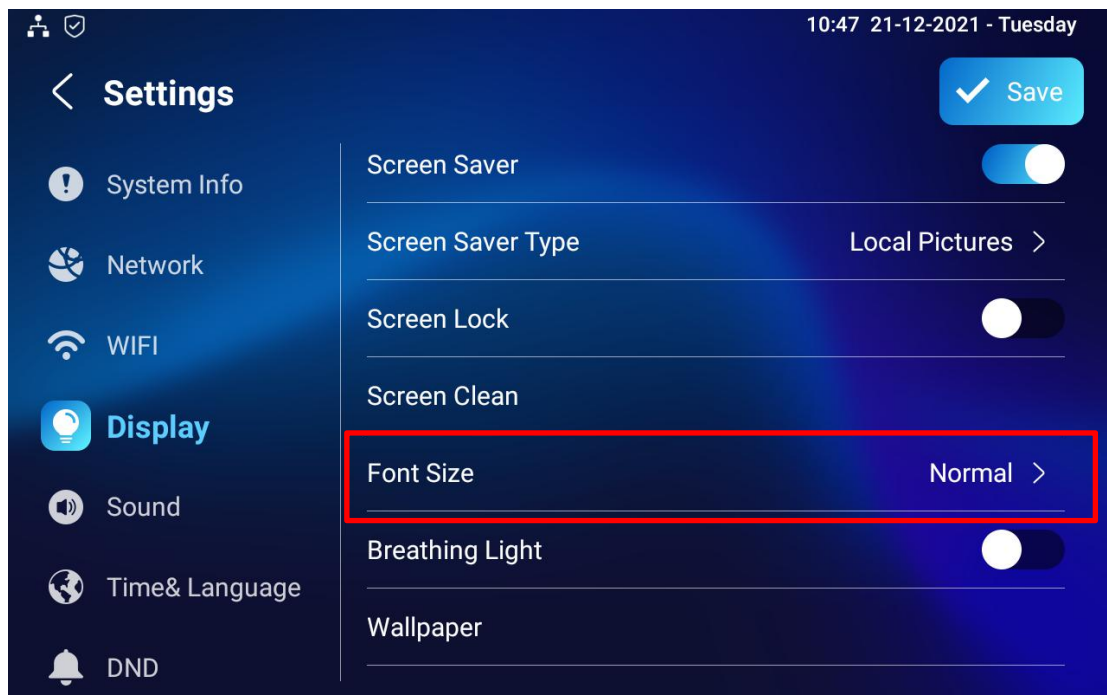 10:47 21-12-2021 - Tuesday
Settings
Save
System Info
Network
WIFI
Display
Sound
Time& Language
DND
Screen Saver
Screen Saver Type Local Pictures
Screen Lock
Screen Clean
Font Size Normal
Breathing Light
Wallpaper